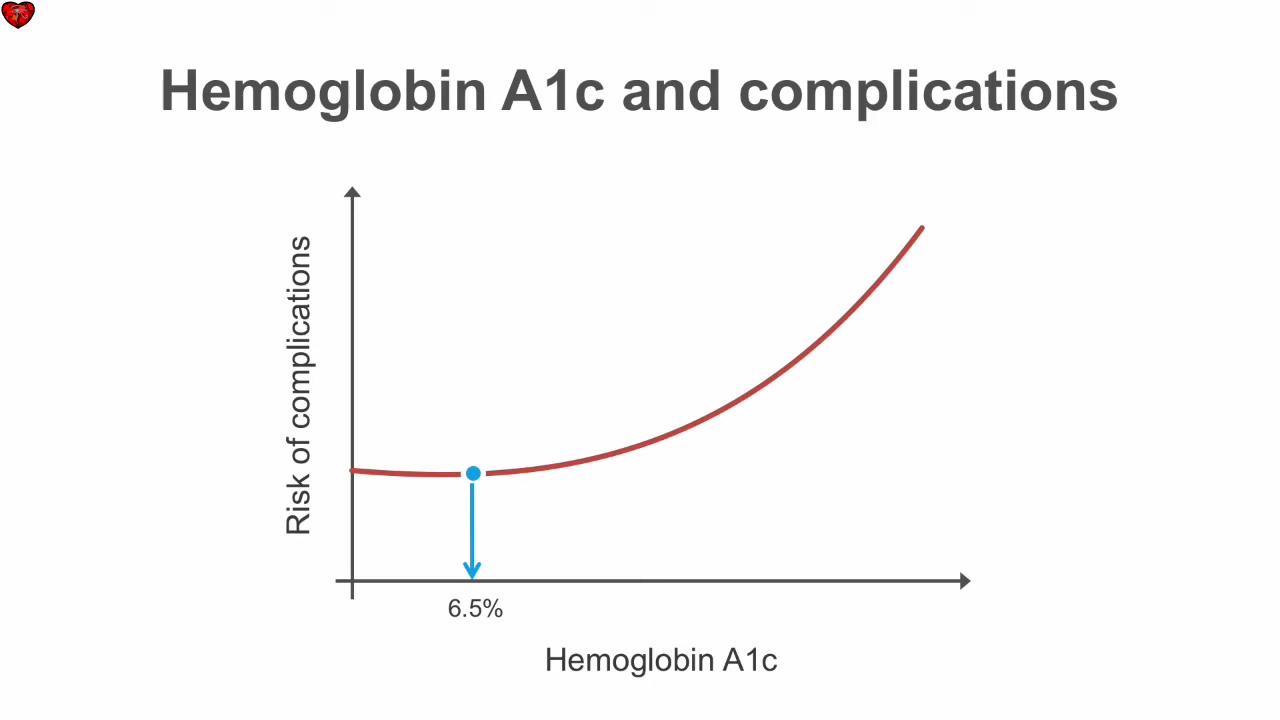 Hemoglobin A1c and complications
Risk of complications
6.5%
Hemoglobin A1c